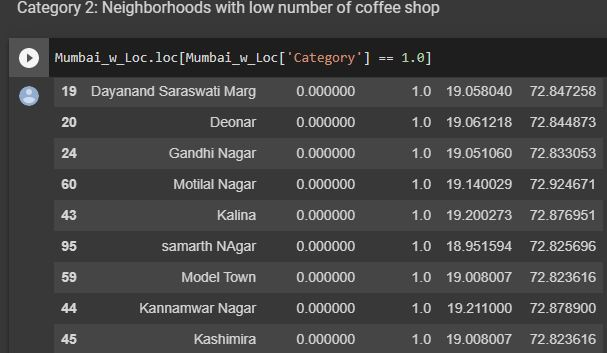 Category 2: Neighborhoods with low number of coffee shop
Mumbai_w_Loc.loc[Mumbai_w_Loc['Category'] == 1.0]
19 Dayanand Saraswati Marg 0.000000 1.0 19.058040 72.847258
20 Deonar 0.000000 1.0 19.061218 72.844873
24 Gandhi Nagar 0.000000 1.0 19.051060 72.833053
60 Motilal Nagar 0.000000 1.0 19.140029 72.924671
43 Kalina 0.000000 1.0 19.200273 72.876951
95 samarth NAgar 0.000000 1.0 18.951594 72.825696
59 Model Town 0.000000 1.0 19.008007 72.823616
44 Kannamwar Nagar 0.000000 1.0 19.211000 72.878900
45 Kashimira 0.000000 1.0 19.008007 72.823616